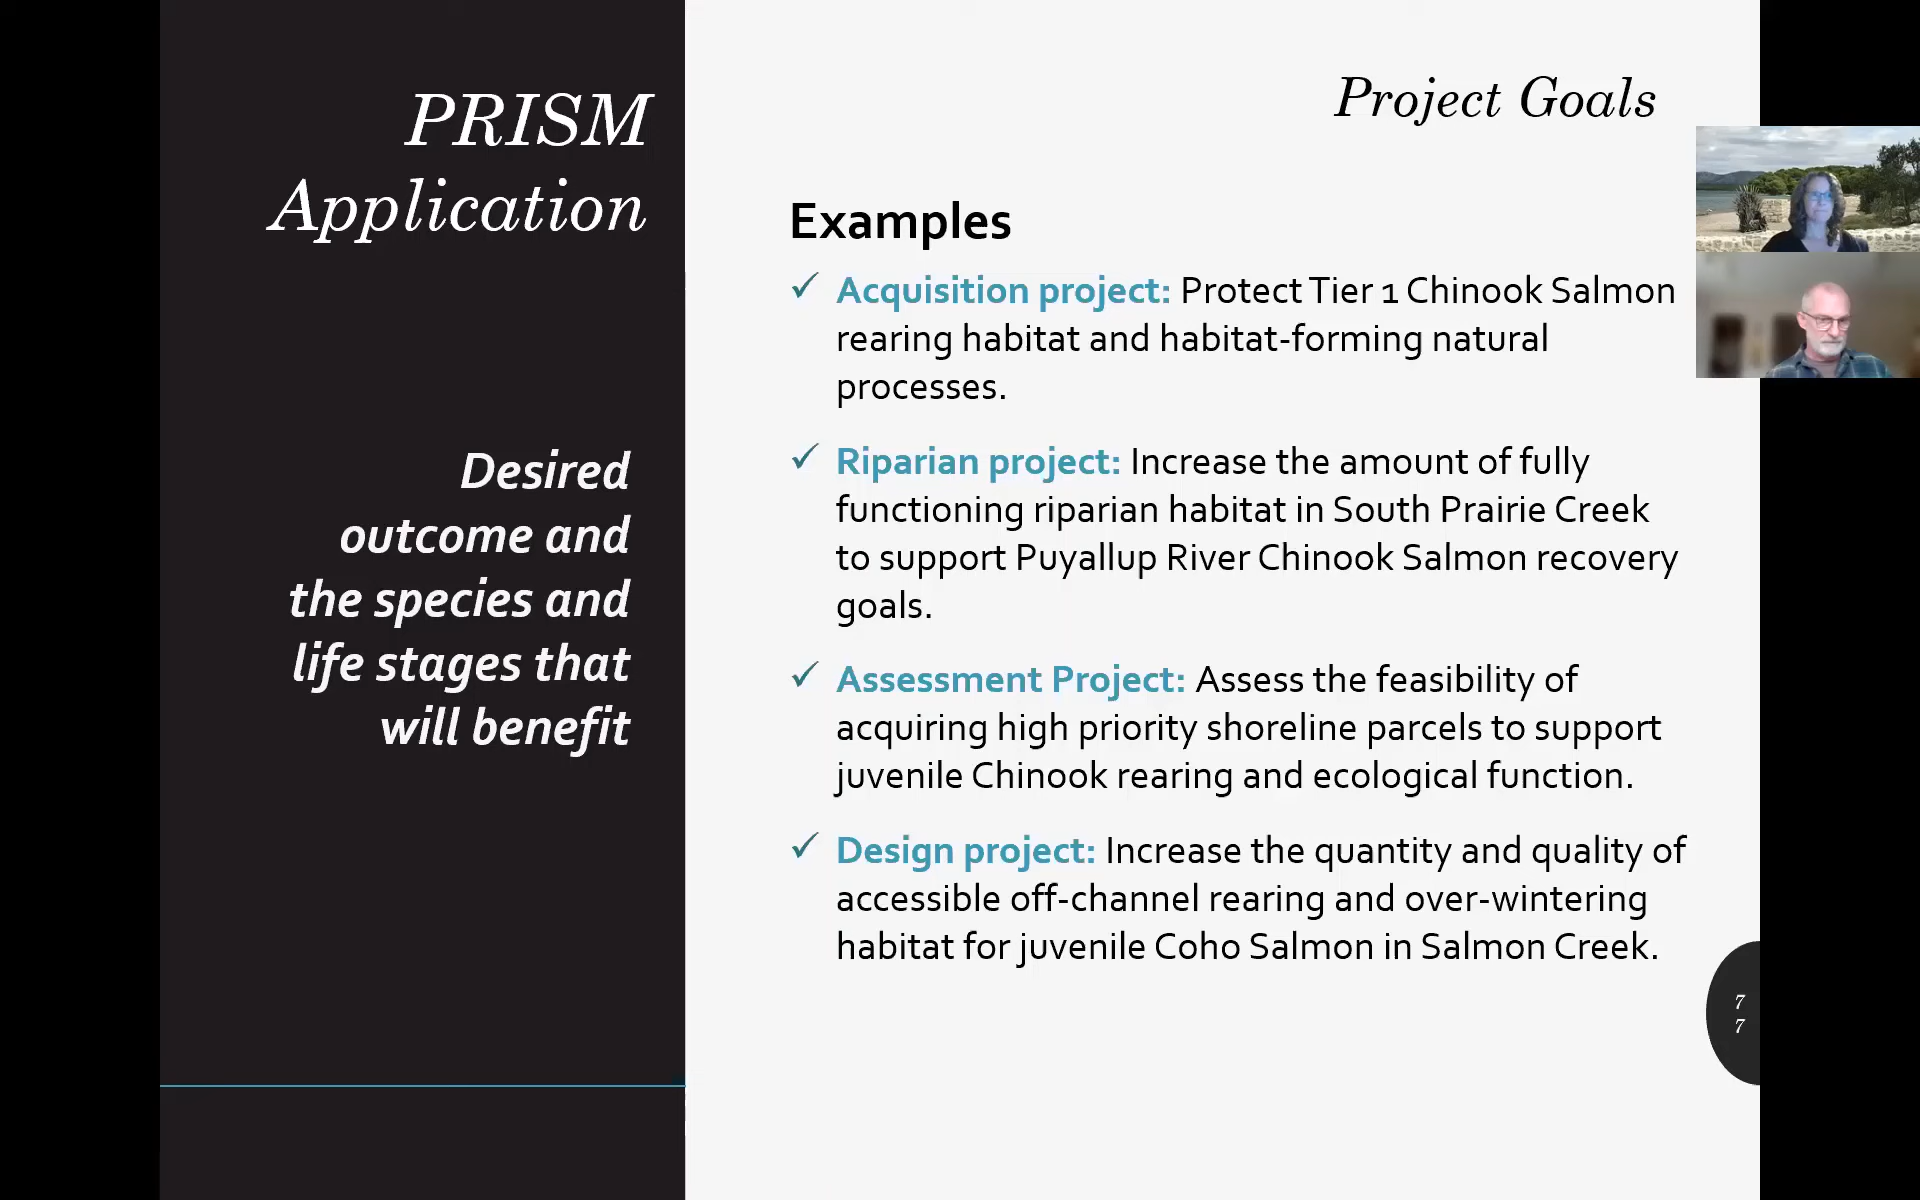 PRISM
Application
Desired
outcome and
the species and
life stages that
will benefit
Project Goals
Examples
✓ Acquisition project: Protect Tier 1 Chinook Salmon
rearing habitat and habitat-forming natural
processes.
✓ Riparian project: Increase the amount of fully
functioning riparian habitat in South Prairie Creek
to support Puyallup River Chinook Salmon recovery
goals.
✓ Assessment Project: Assess the feasibility of
acquiring high priority shoreline parcels to support
juvenile Chinook rearing and ecological function.
✓ Design project: Increase the quantity and quality of
accessible off-channel rearing and over-wintering
habitat for juvenile Coho Salmon in Salmon Creek.
7
7